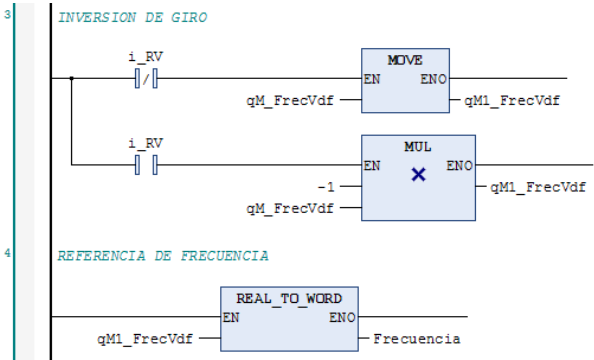 3 INVERSION DE GIRO
i_RV MOVE
EN ENO
qM_FrecVdf qM1_FrecVdf
i_RV MUL
EN ENO
-1 qM1_FrecVdf
qM_FrecVdf
4 REFERENCIA DE FRECUENCIA
REAL_TO_WORD
EN ENO
qM1_FrecVdf Frecuencia